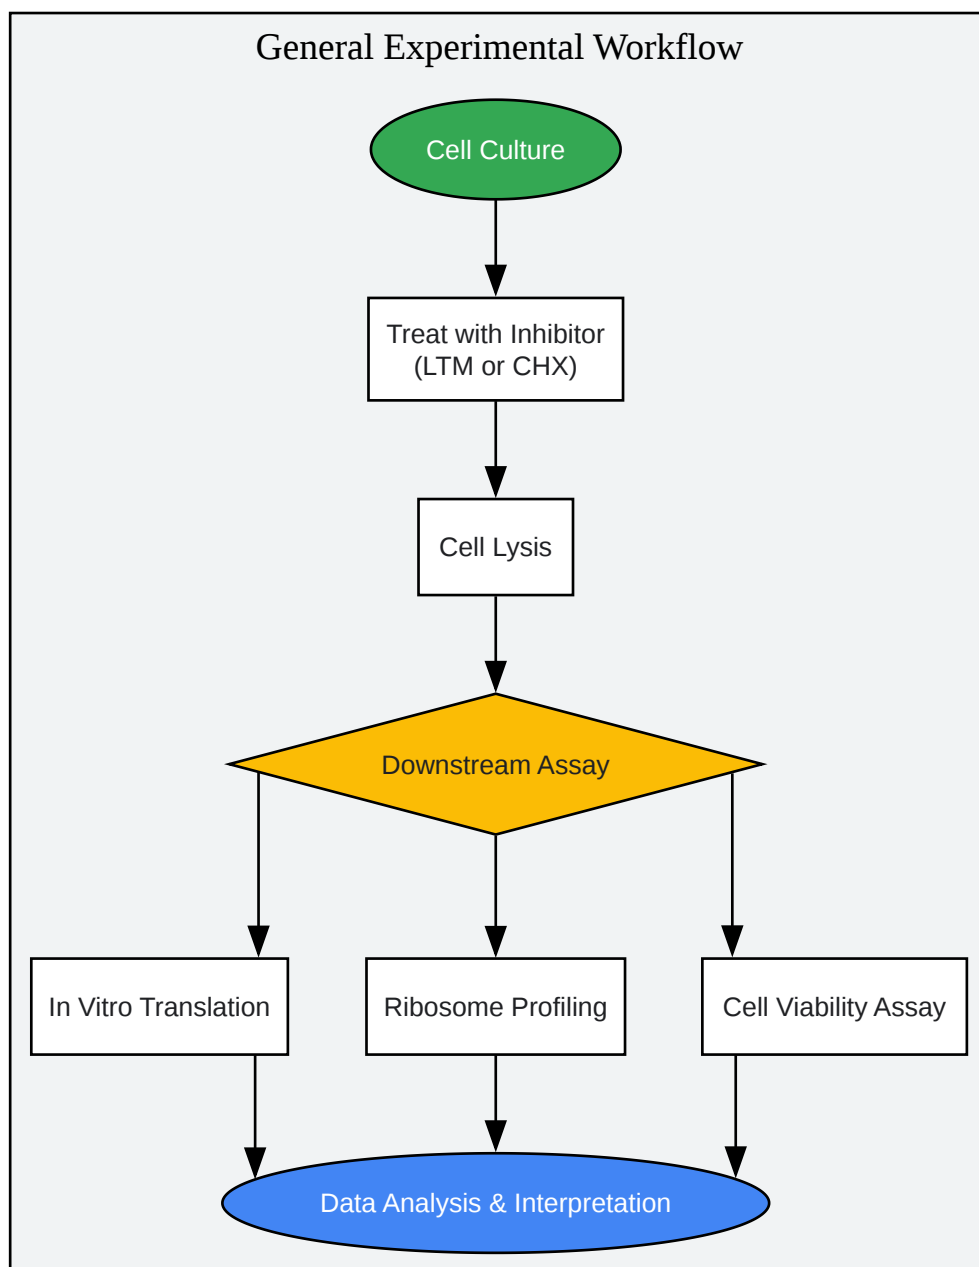 General Experimental Workflow
Cell Culture
Treat with Inhibitor
(LTM or CHX)
Cell Lysis
Downstream Assay
In Vitro Translation
Ribosome Profiling
Cell Viability Assay
Data Analysis & Interpretation